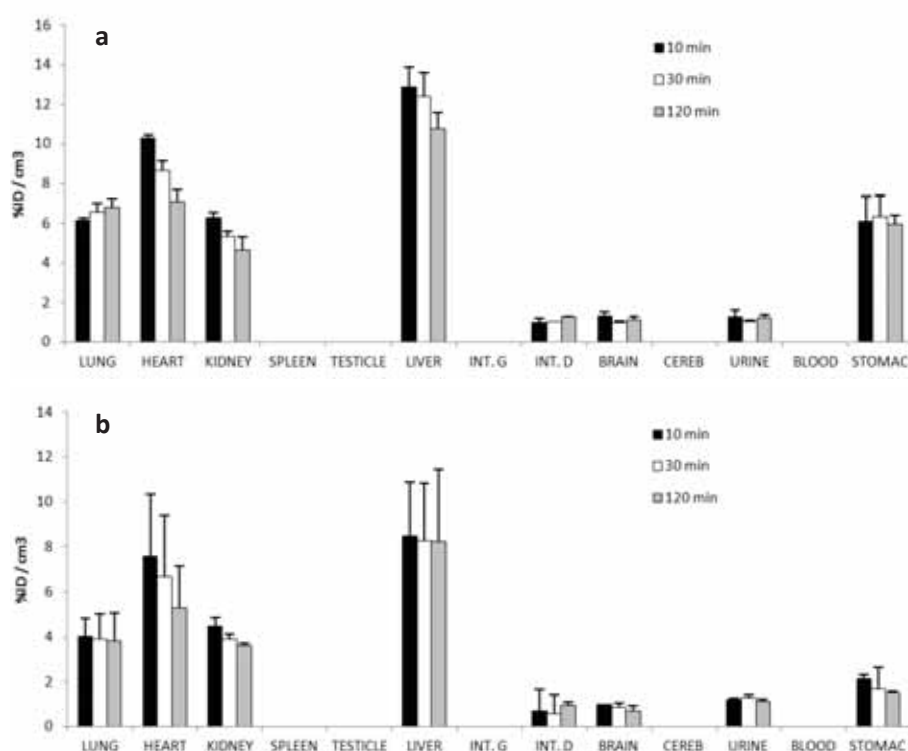 a
10 min
30 min
120 min
%ID / cm3
16
14
12
10
8
6
4
2
0
LUNG HEART KIDNEY SPLEEN TESTICLE LIVER INT. G INT. D BRAIN CEREB URINE BLOOD STOMAC
b
10 min
30 min
120 min
%ID / cm3
14
12
10
8
6
4
2
0
LUNG HEART KIDNEY SPLEEN TESTICLE LIVER INT. G INT. D BRAIN CEREB URINE BLOOD STOMAC